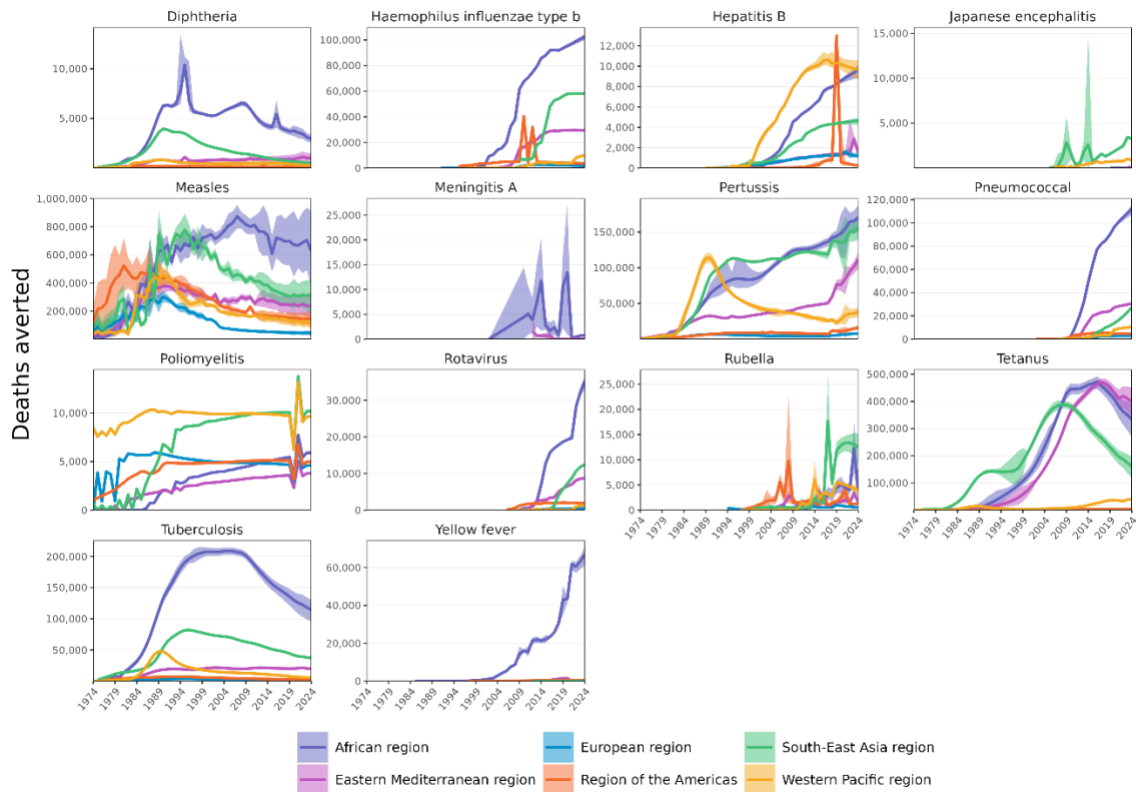 Diphtheria
Haemophilus influenzae type b
Hepatitis B
Japanese encephalitis
10,000
5,000
100,000
80,000
60,000
40,000
20,000
0
12,000
10,000
8,000
6,000
4,000
2,000
0
10,000
5,000
0
Measles
Meningitis A
Pertussis
Pneumococcal
1,000,000
800,000
600,000
400,000
200,000
25,000
20,000
15,000
10,000
5,000
0
150,000
100,000
50,000
120,000
100,000
80,000
60,000
40,000
20,000
0
Deaths averted
Poliomyelitis
Rotavirus
Rubella
Tetanus
10,000
5,000
0
30,000
20,000
10,000
0
25,000
20,000
15,000
10,000
5,000
0
500,000
400,000
300,000
200,000
100,000
1974 1979 1984 1989 1994 1999 2004 2009 2014 2019 2024
1974 1979 1984 1989 1994 1999 2004 2009 2014 2019 2024
Tuberculosis
Yellow fever
200,000
150,000
100,000
50,000
60,000
40,000
20,000
0
1974 1979 1984 1989 1994 1999 2004 2009 2014 2019 2024
1974 1979 1984 1989 1994 1999 2004 2009 2014 2019 2024
African region
European region
South-East Asia region
Eastern Mediterranean region
Region of the Americas
Western Pacific region